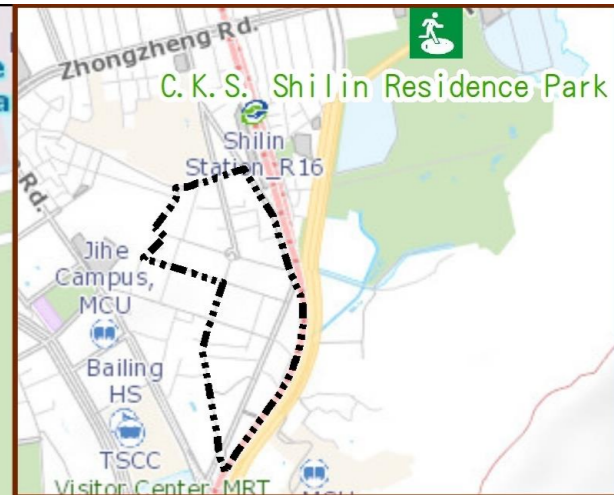 Zhongzheng Rd.
C.K.S. Shilin Residence Park
Shilin
Station_R16
Rd.
Jihe
Campus,
MCU
Bailing
HS
TSCC
Visitor Center, MRT
MCU